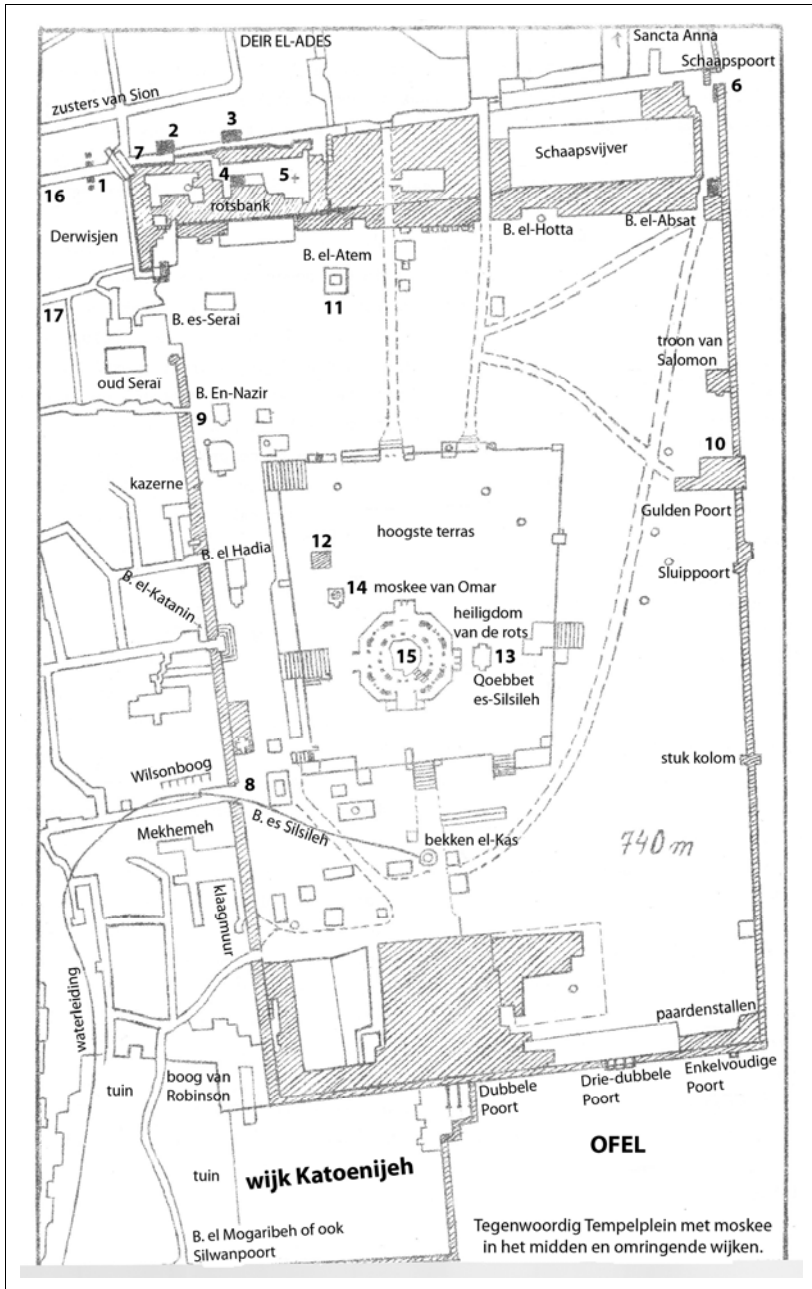 DEIR EL-ADES
Sancta Anna
Schaapspoort
6
zusters van Sion
2
3
7
4
5
Schaapsvijver
16
1
rotsbank
Derwisjen
B. el-Hotta
B. el-Absat
B. el-Atem
11
17
B. es-Serai
troon van
Salomon
oud Seraï
B. En-Nazir
9
10
kazerne
Gulden Poort
hoogste terras
12
B. el Hadia
Sluippoort
B. el-Katanin
14
moskee van Omar
heiligdom
van de rots
15
13
Qoebbet
es-Silsileh
stuk kolom
Wilsonboog
8
B. es Silsileh
Mekhemeh
bekken el-Kas
740 m
klaagmuur
waterleiding
paardenstallen
tuin
boog van
Robinson
Dubbele
Poort
Drie-dubbele
Poort
Enkelvoudige
Poort
OFEL
tuin
wijk Katoenijeh
B. el Mogaribeh of ook
Silwanpoort
Tegenwoordig Tempelplein met moskee
in het midden en omringende wijken.